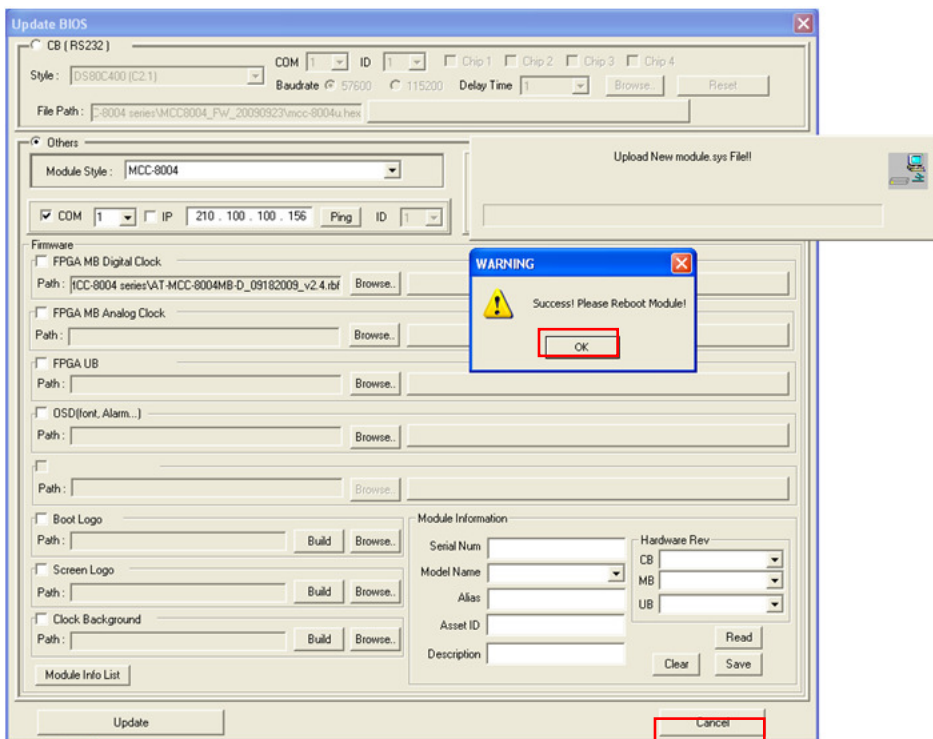 Update BIOS
CB ( RS232 )
Style : DS80C400 (C2.1)
COM 1 ID 1 Chip 1 Chip 2 Chip 3 Chip 4
Baudrate 57600 115200 Delay Time 1 Browse.. Reset
File Path : C-8004 series\MCC8004_FW_20090923\mcc-8004u.hex
Others
Module Style : MCC-8004
Upload New module.sys File!!
COM 1 IP 210 . 100 . 100 . 156 Ping ID 1
Firmware
FPGA MB Digital Clock
Path : 1CC-8004 series\AT-MCC-8004MB-D_09182009_v2.4.rbf Browse..
WARNING
Success! Please Reboot Module!
OK
FPGA MB Analog Clock
Path : Browse..
FPGA UB
Path : Browse..
OSD(font, Alarm...)
Path : Browse..
Path : Browse..
Boot Logo
Path : Build Browse..
Screen Logo
Path : Build Browse..
Clock Background
Path : Build Browse..
Module Info List
Module Information
Serial Num
Model Name
Alias
Asset ID
Description
Hardware Rev
CB
MB
UB
Read
Clear Save
Update Cancel